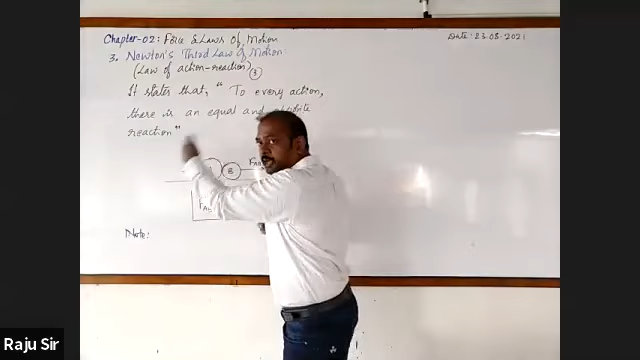 Chapter-02: Force & Laws Of Motion
Date: 23.08.2021
3. Newton's Third Law of Motion:
(Law of action-reaction) 3
It states that, " To every action,
there is an equal and opposite
reaction"
B
Note:
Raju Sir